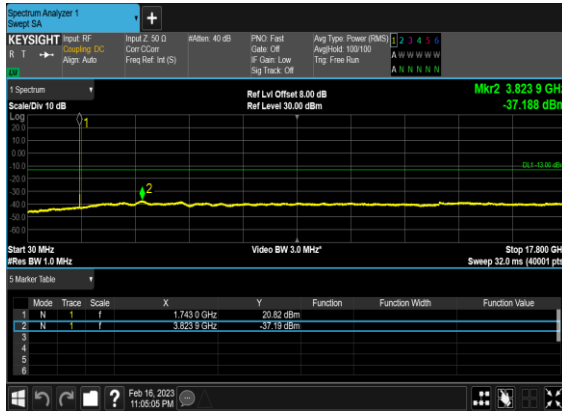 Spectrum Analyzer 1
Swept SA
+
KEYSIGHT Input: RF Input Z: 50 Ω #Atten: 40 dB PNO: Fast Avg Type: Power (RMS) 1 2 3 4 5 6
R T Coupling: DC Corr CCorr Gate: Off Avg|Hold: 100/100 A W W W W W
Align: Auto Freq Ref: Int (S) IF Gain: Low Trig: Free Run
LXI Sig Track: Off A N N N N N
1 Spectrum Ref Lvl Offset 8.00 dB Mkr2 3.823 9 GHz
Scale/Div 10 dB Ref Level 30.00 dBm -37.188 dBm
Log
20.0
10.0
0.00
-10.0
DL1 -13.00 dBm
-20.0
-30.0
-40.0
-50.0
-60.0
1
2
Start 30 MHz Video BW 3.0 MHz* Stop 17.800 GH
#Res BW 1.0 MHz Sweep 32.0 ms (40001 pts
5 Marker Table
Mode Trace Scale X Y Function Function Width Function Value
1 N 1 f 1.743 0 GHz 20.82 dBm
2 N 1 f 3.823 9 GHz -37.19 dBm
3
4
5
6
? Feb 16, 2023
11:05:05 PM